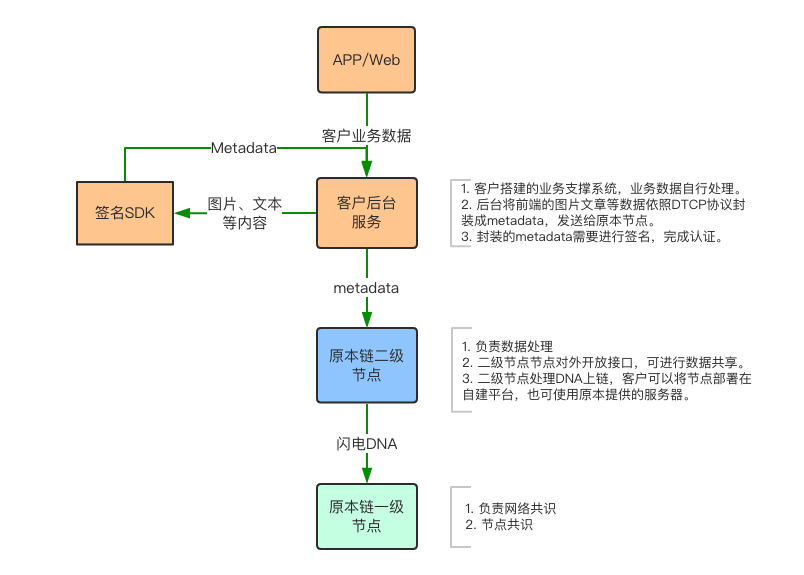 APP/Web
客户业务数据
Metadata
签名SDK
图片、文本
等内容
客户后台
服务
1. 客户搭建的业务支撑系统，业务数据自行处理。
2. 后台将前端的图片文章等数据依照DTCP协议封
装成metadata，发送给原本节点。
3. 封装的metadata需要进行签名，完成认证。
metadata
原本链二级
节点
1. 负责数据处理
2. 二级节点节点对外开放接口，可进行数据共享。
3. 二级节点处理DNA上链，客户可以将节点部署在
自建平台，也可使用原本提供的服务器。
闪电DNA
原本链一级
节点
1. 负责网络共识
2. 节点共识